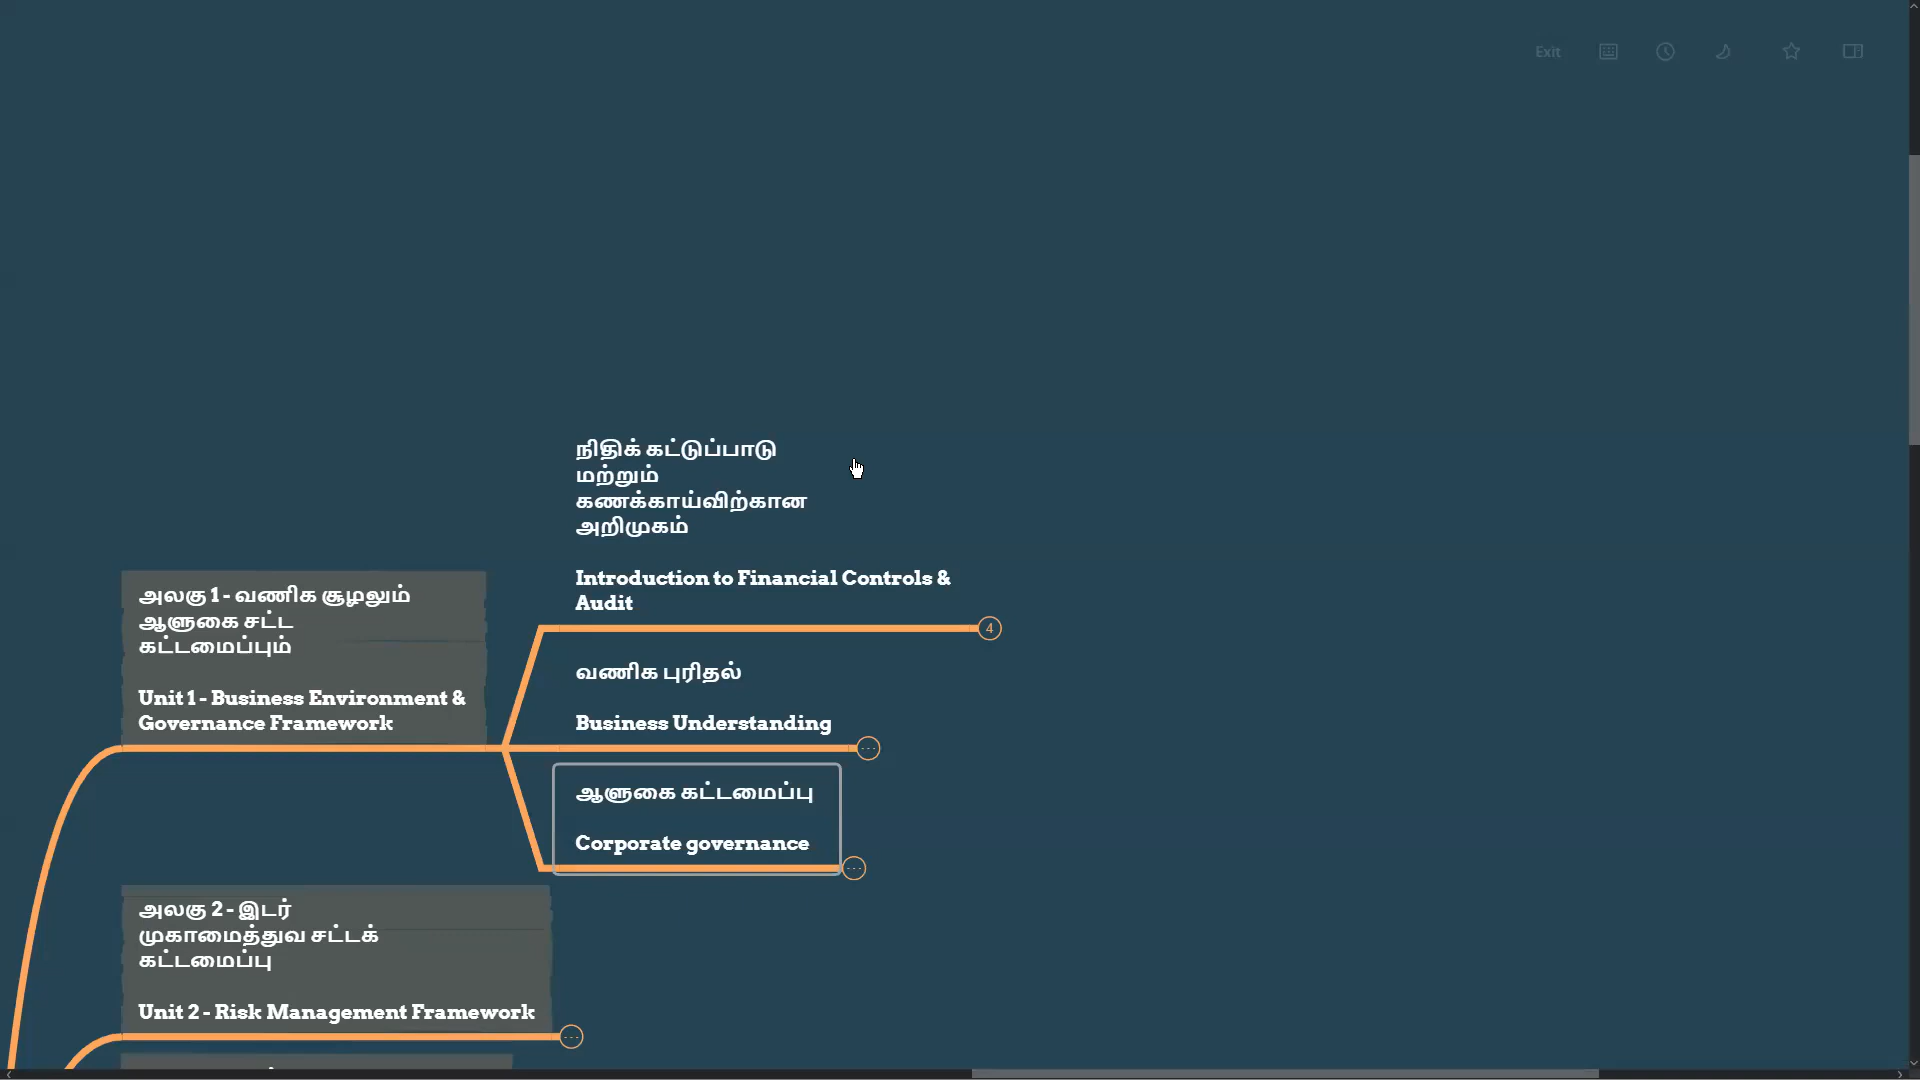 Exit
நிதிக் கட்டுப்பாடு
மற்றும்
கணக்காய்விற்கான
அறிமுகம்
Introduction to Financial Controls &
Audit
4
அலகு 1 - வணிக சூழலும்
ஆளுகை சட்ட
கட்டமைப்பும்
Unit 1 - Business Environment &
Governance Framework
வணிக புரிதல்
Business Understanding
ஆளுகை கட்டமைப்பு
Corporate governance
அலகு 2 - இடர்
முகாமைத்துவ சட்டக்
கட்டமைப்பு
Unit 2 - Risk Management Framework